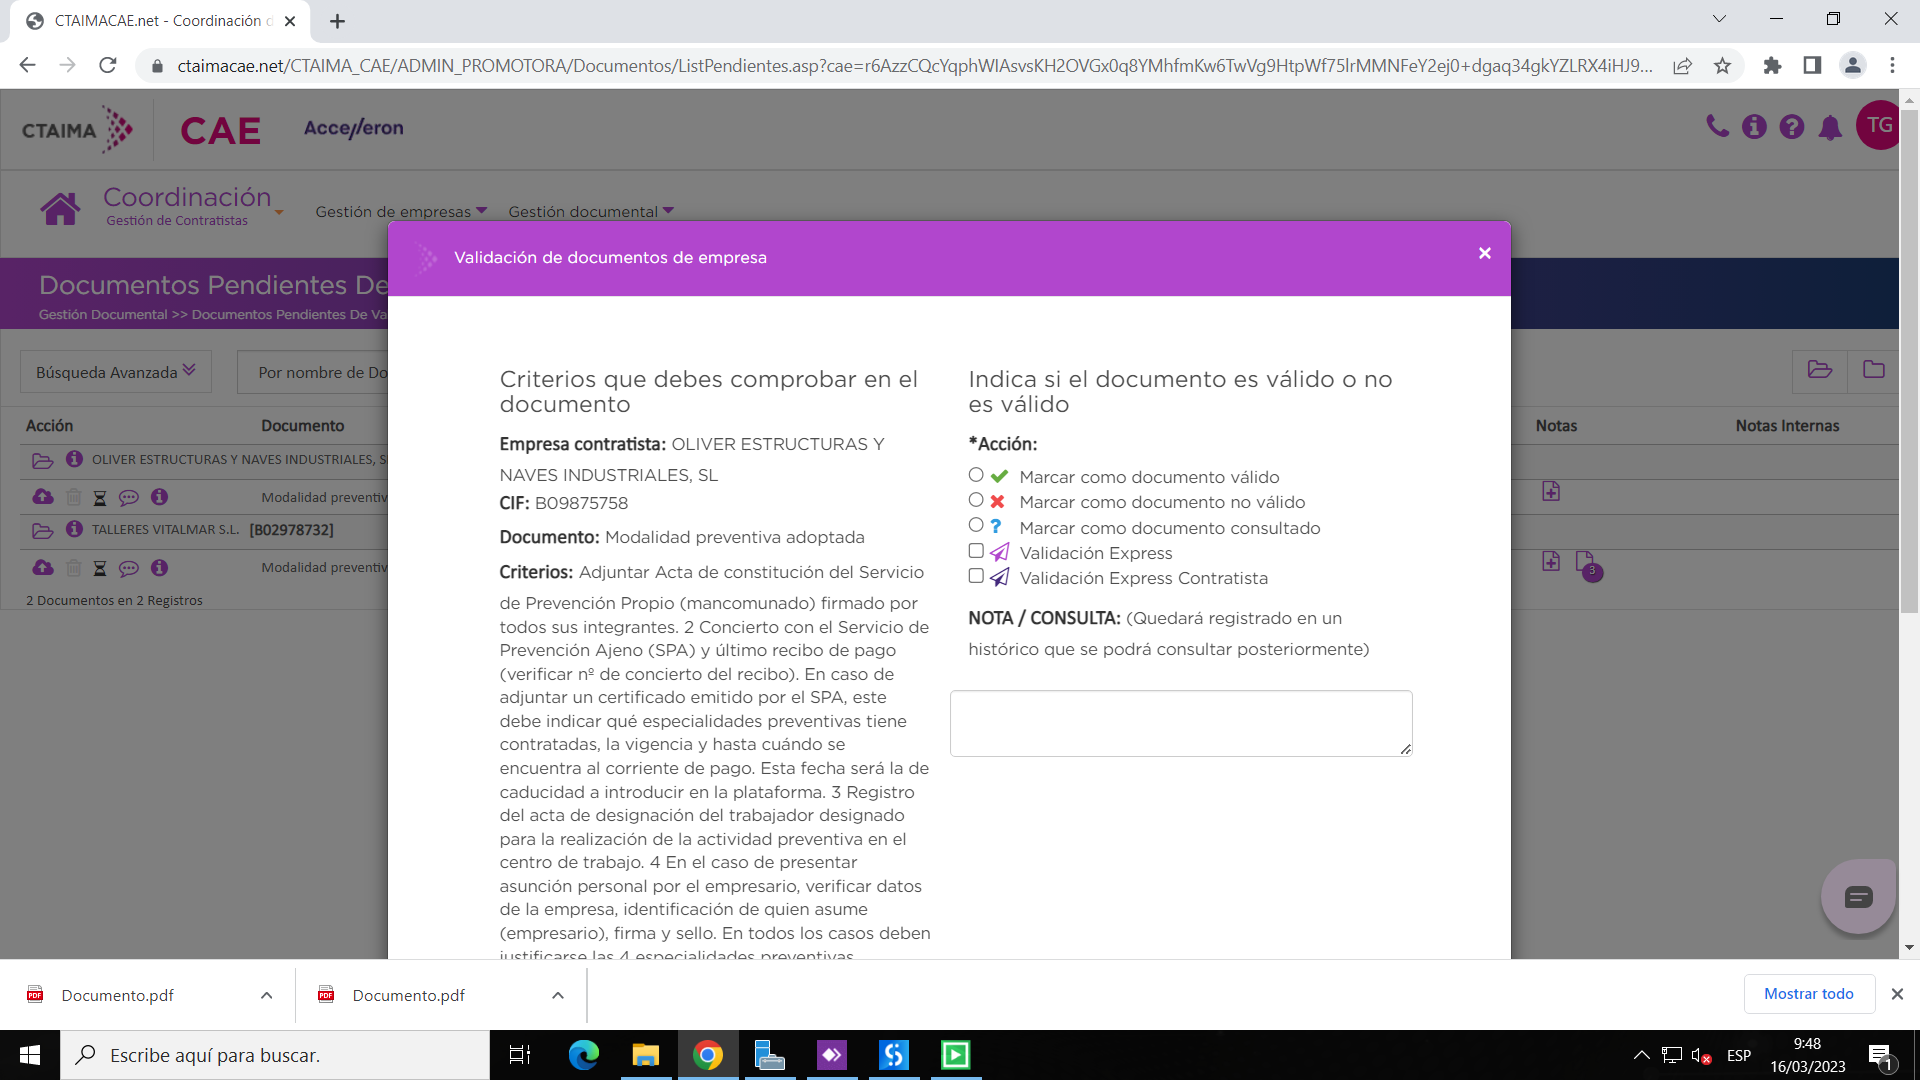 CTAIMACAE.net - Coordinación d
ctaimacae.net/CTAIMA_CAE/ADMIN_PROMOTORA/Documentos/ListPendientes.asp?cae=r6AzzCQcYqphWIAsvsKH2OVGx0q8YMhfmKw6TwVg9HtpWf75lrMMNFeY2ej0+dgaq34gkYZLRX4iHJ9...
CTAIMA CAE Acce//eron
TG
Coordinación
Gestión de Contratistas
Gestión de empresas
Gestión documental
Documentos Pendientes De
Gestión Documental >> Documentos Pendientes De Va
Búsqueda Avanzada
Por nombre de Do
Acción
Documento
Notas
Notas Internas
OLIVER ESTRUCTURAS Y NAVES INDUSTRIALES, S
Modalidad preventiv
TALLERES VITALMAR S.L. [B02978732]
Modalidad preventiv
3
2 Documentos en 2 Registros
Validación de documentos de empresa
Criterios que debes comprobar en el
documento
Empresa contratista: OLIVER ESTRUCTURAS Y
NAVES INDUSTRIALES, SL
CIF: B09875758
Documento: Modalidad preventiva adoptada
Criterios: Adjuntar Acta de constitución del Servicio
de Prevención Propio (mancomunado) firmado por
todos sus integrantes. 2 Concierto con el Servicio de
Prevención Ajeno (SPA) y último recibo de pago
(verificar nº de concierto del recibo). En caso de
adjuntar un certificado emitido por el SPA, este
debe indicar qué especialidades preventivas tiene
contratadas, la vigencia y hasta cuándo se
encuentra al corriente de pago. Esta fecha será la de
caducidad a introducir en la plataforma. 3 Registro
del acta de designación del trabajador designado
para la realización de la actividad preventiva en el
centro de trabajo. 4 En el caso de presentar
asunción personal por el empresario, verificar datos
de la empresa, identificación de quien asume
(empresario), firma y sello. En todos los casos deben
justificarse las 4 especialidades preventivas
Indica si el documento es válido o no
es válido
*Acción:
Marcar como documento válido
Marcar como documento no válido
Marcar como documento consultado
Validación Express
Validación Express Contratista
NOTA / CONSULTA: (Quedará registrado en un
histórico que se podrá consultar posteriormente)
Documento.pdf
Documento.pdf
Mostrar todo
Escribe aquí para buscar.
ESP
9:48
16/03/2023
1